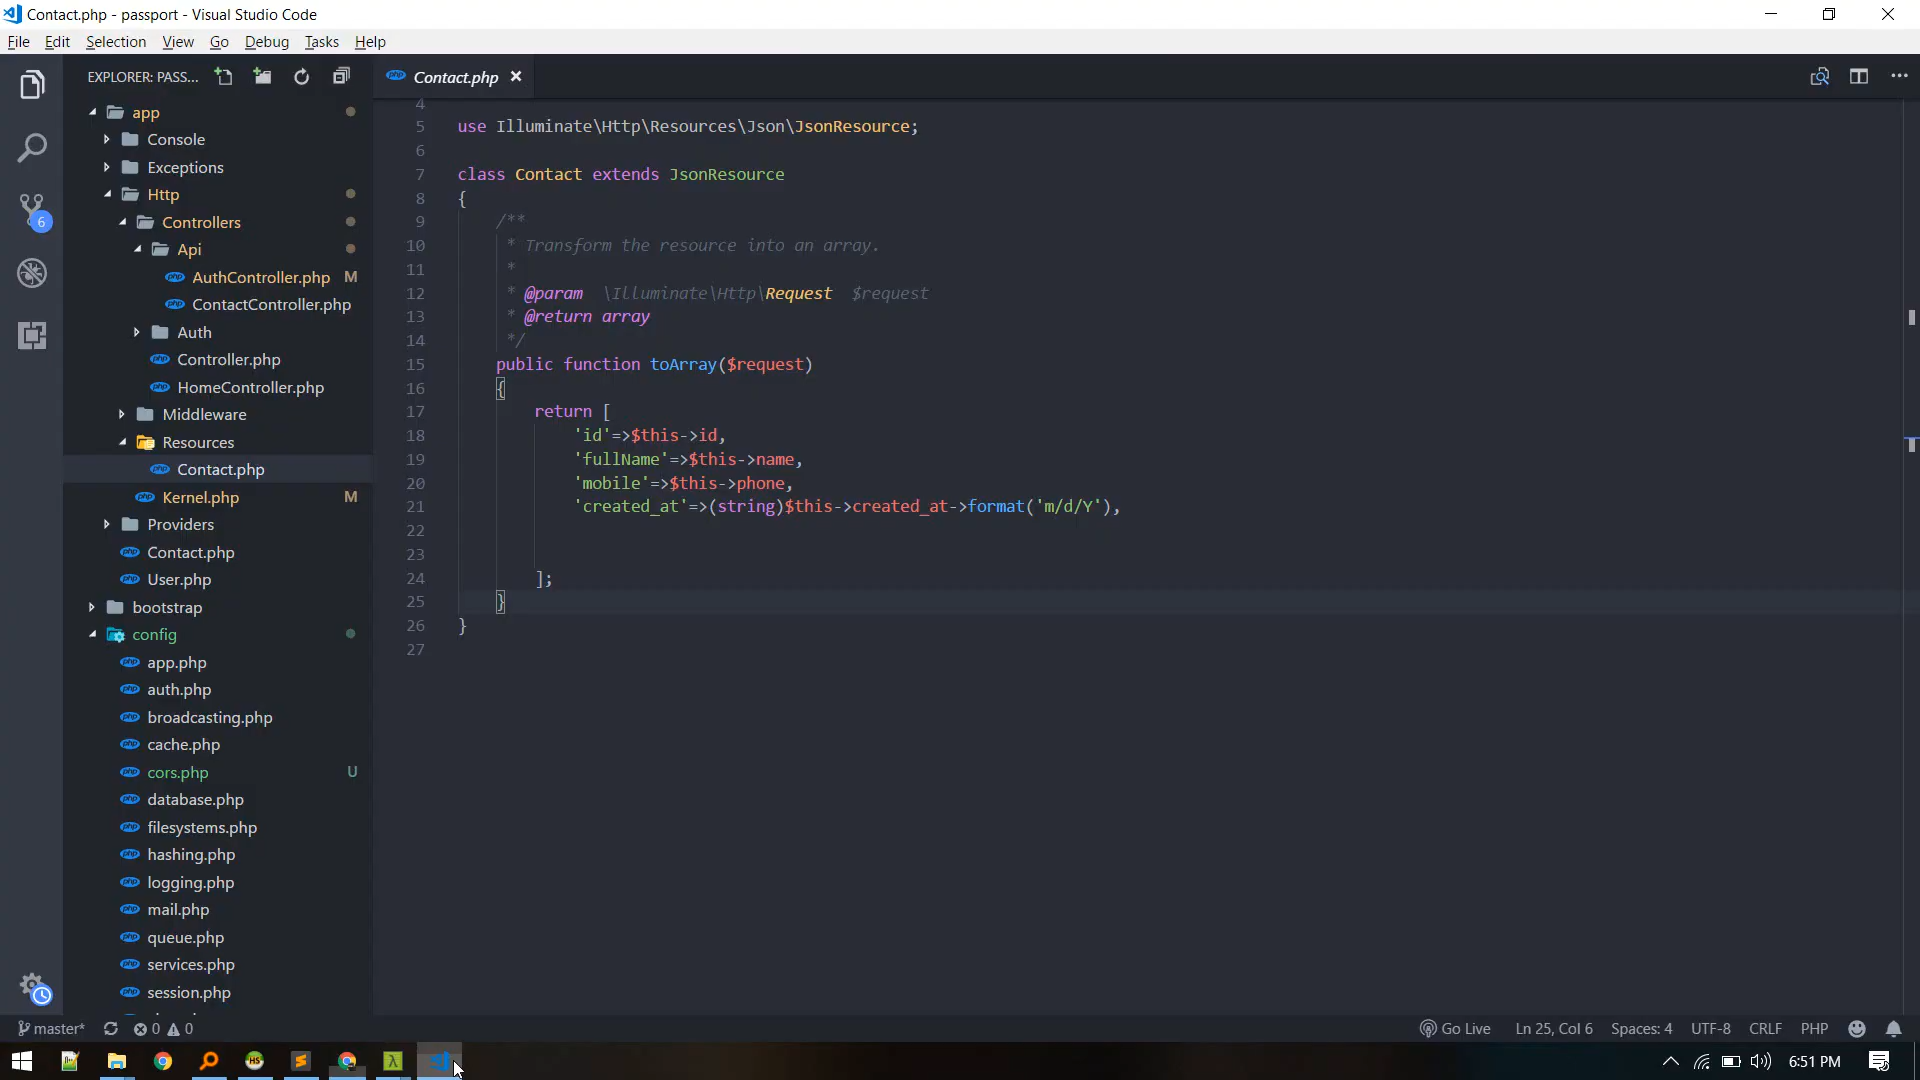 Contact.php - passport - Visual Studio Code
File Edit Selection View Go Debug Tasks Help
EXPLORER: PASS...
app
Console
Exceptions
Http
Controllers
Api
AuthController.php M
ContactController.php
Auth
Controller.php
HomeController.php
Middleware
Resources
Contact.php
Kernel.php M
Providers
Contact.php
User.php
bootstrap
config
app.php
auth.php
broadcasting.php
cache.php
cors.php U
database.php
filesystems.php
hashing.php
logging.php
mail.php
queue.php
services.php
session.php
6
Contact.php
4
5 use Illuminate\Http\Resources\Json\JsonResource;
6
7 class Contact extends JsonResource
8 {
9 /**
10 * Transform the resource into an array.
11 *
12 * @param \Illuminate\Http\Request $request
13 * @return array
14 */
15 public function toArray($request)
16 {
17 return [
18 'id'=>$this->id,
19 'fullName'=>$this->name,
20 'mobile'=>$this->phone,
21 'created_at'=>(string)$this->created_at->format('m/d/Y'),
22
23
24 ];
25 }
26 }
27
master* 0 0 Go Live Ln 25, Col 6 Spaces: 4 UTF-8 CRLF PHP
HS λ 6:51 PM